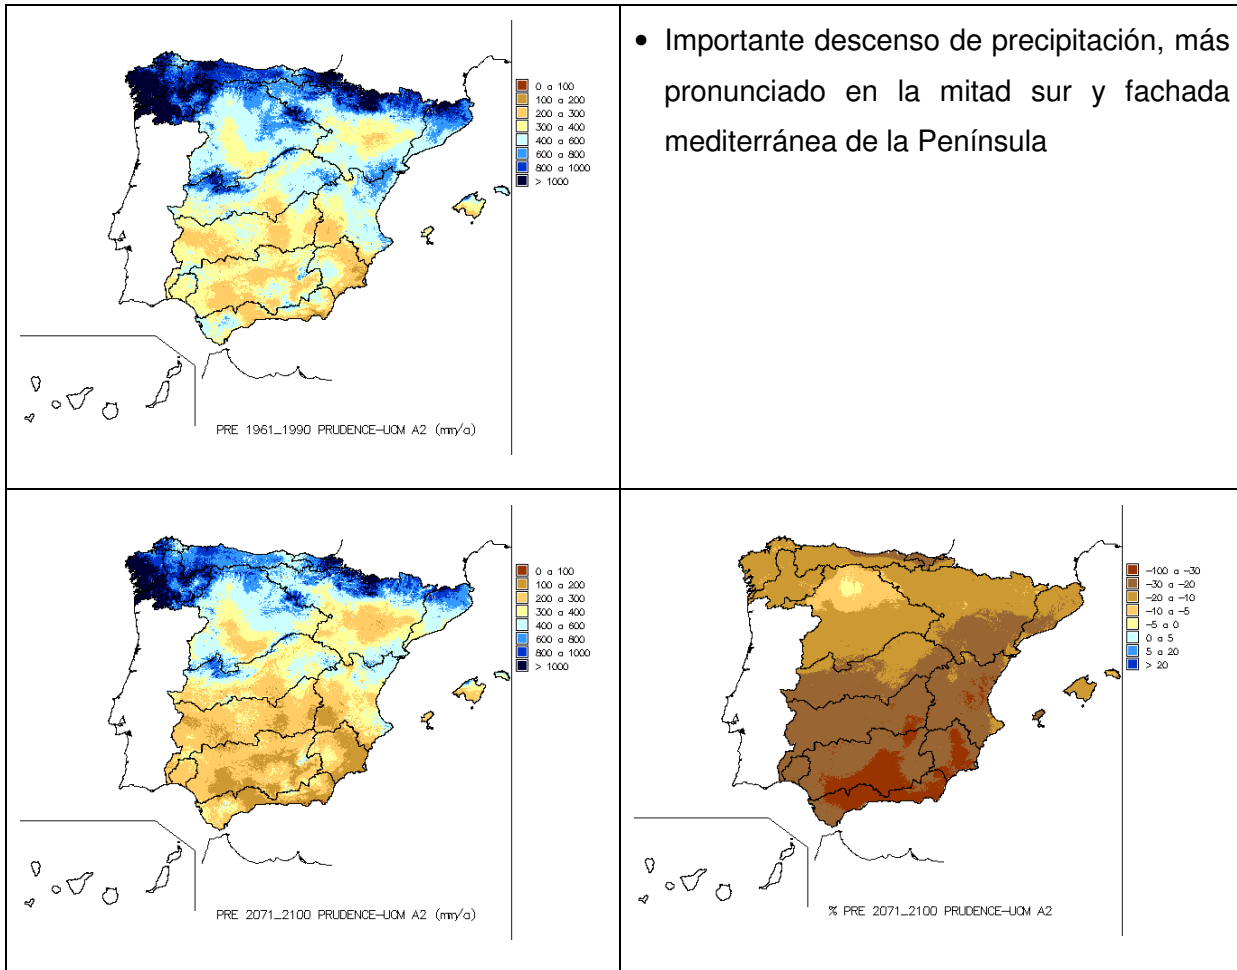 0 a 100
100 a 200
200 a 300
300 a 400
400 a 600
600 a 800
800 a 1000
> 1000
PRE 1961_1990 PRUDENCE-UCM A2 (mm/a)
• Importante descenso de precipitación, más
pronunciado en la mitad sur y fachada
mediterránea de la Península
0 a 100
100 a 200
200 a 300
300 a 400
400 a 600
600 a 800
800 a 1000
> 1000
PRE 2071_2100 PRUDENCE-UCM A2 (mm/a)
-100 a -30
-30 a -20
-20 a -10
-10 a -5
-5 a 0
0 a 5
5 a 20
> 20
% PRE 2071_2100 PRUDENCE-UCM A2